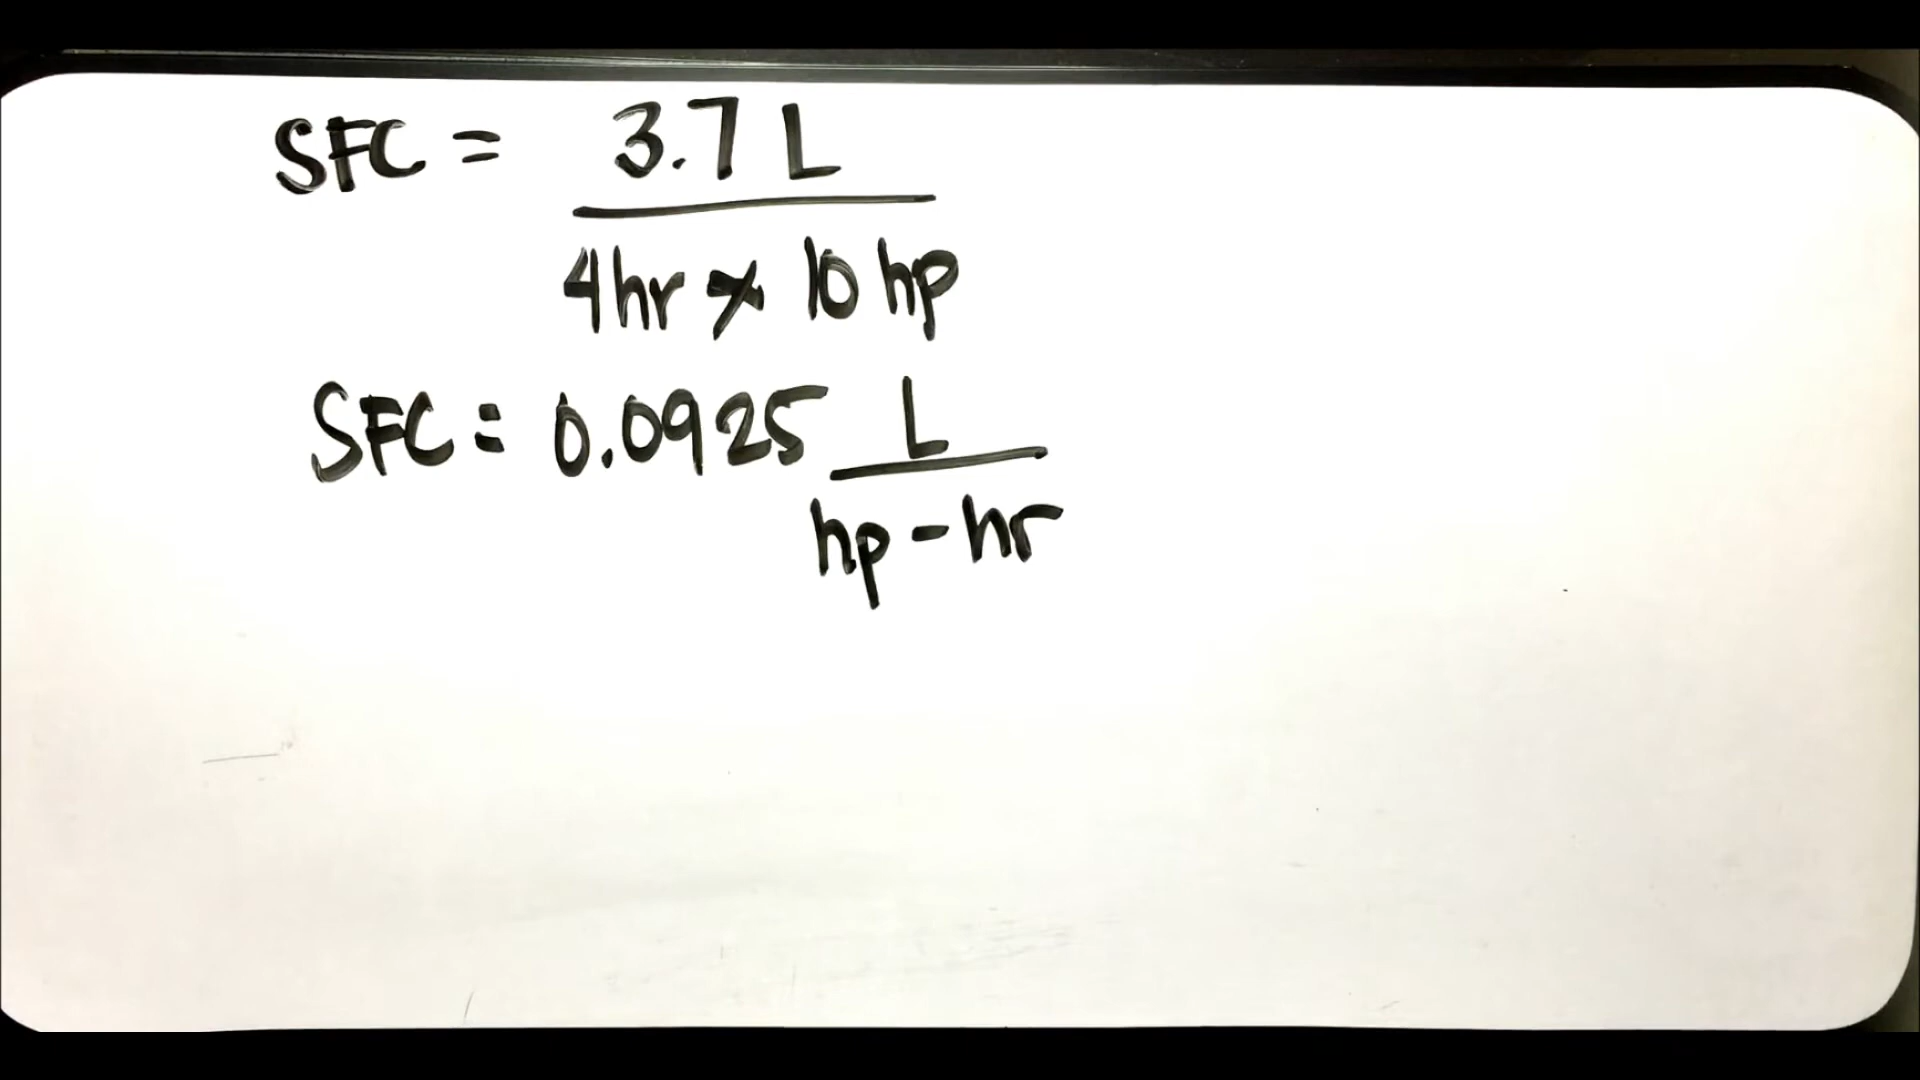 SFC = 3.7 L
4hr × 10 hp
SFC = 0.0925 L
hp - hr